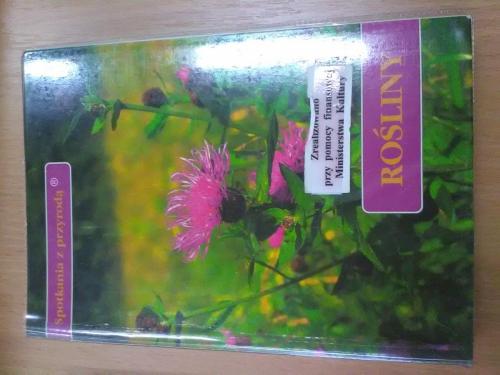 Spotkania z przyrodą ®
Zrealizowano
przy pomocy finansowej
Ministerstwa Kultury
ROŚLINY